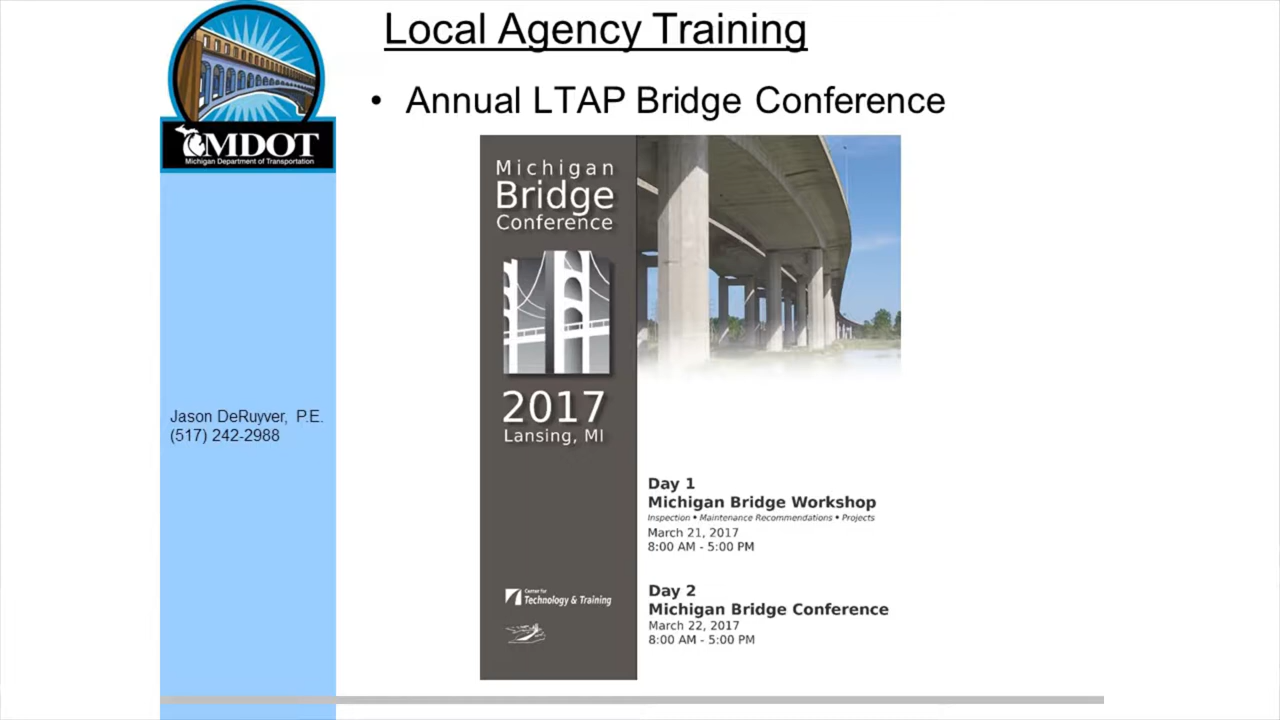 Local Agency Training
• Annual LTAP Bridge Conference
MDOT
Michigan Department of Transportation
Jason DeRuyver, P.E.
(517) 242-2988
Michigan
Bridge
Conference
2017
Lansing, MI
Center for
Technology & Training
Day 1
Michigan Bridge Workshop
Inspection • Maintenance Recommendations • Projects
March 21, 2017
8:00 AM - 5:00 PM
Day 2
Michigan Bridge Conference
March 22, 2017
8:00 AM - 5:00 PM